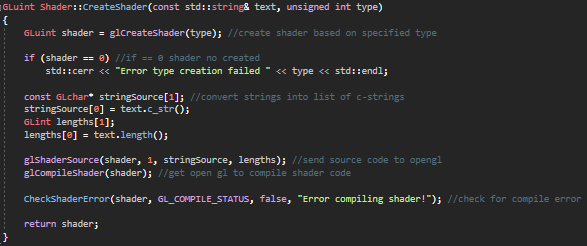 GLuint Shader::CreateShader(const std::string& text, unsigned int type)
{
GLuint shader = glCreateShader(type); //create shader based on specified type
if (shader == 0) //if == 0 shader no created
std::cerr << "Error type creation failed " << type << std::endl;
const GLchar* stringSource[1]; //convert strings into list of c-strings
stringSource[0] = text.c_str();
GLint lengths[1];
lengths[0] = text.length();
glShaderSource(shader, 1, stringSource, lengths); //send source code to opengl
glCompileShader(shader); //get open gl to compile shader code
CheckShaderError(shader, GL_COMPILE_STATUS, false, "Error compiling shader!"); //check for compile error
return shader;
}